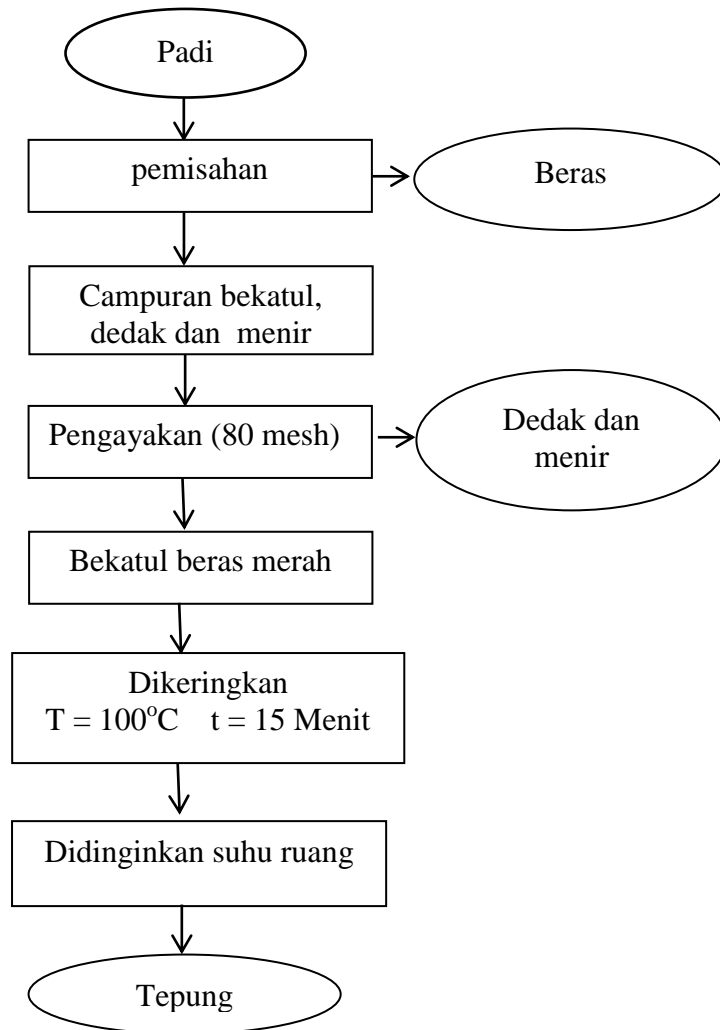 Padi
pemisahan
Beras
Campuran bekatul,
dedak dan menir
Pengayakan (80 mesh)
Dedak dan
menir
Bekatul beras merah
Dikeringkan
T = 100°C t = 15 Menit
Didinginkan suhu ruang
Tepung